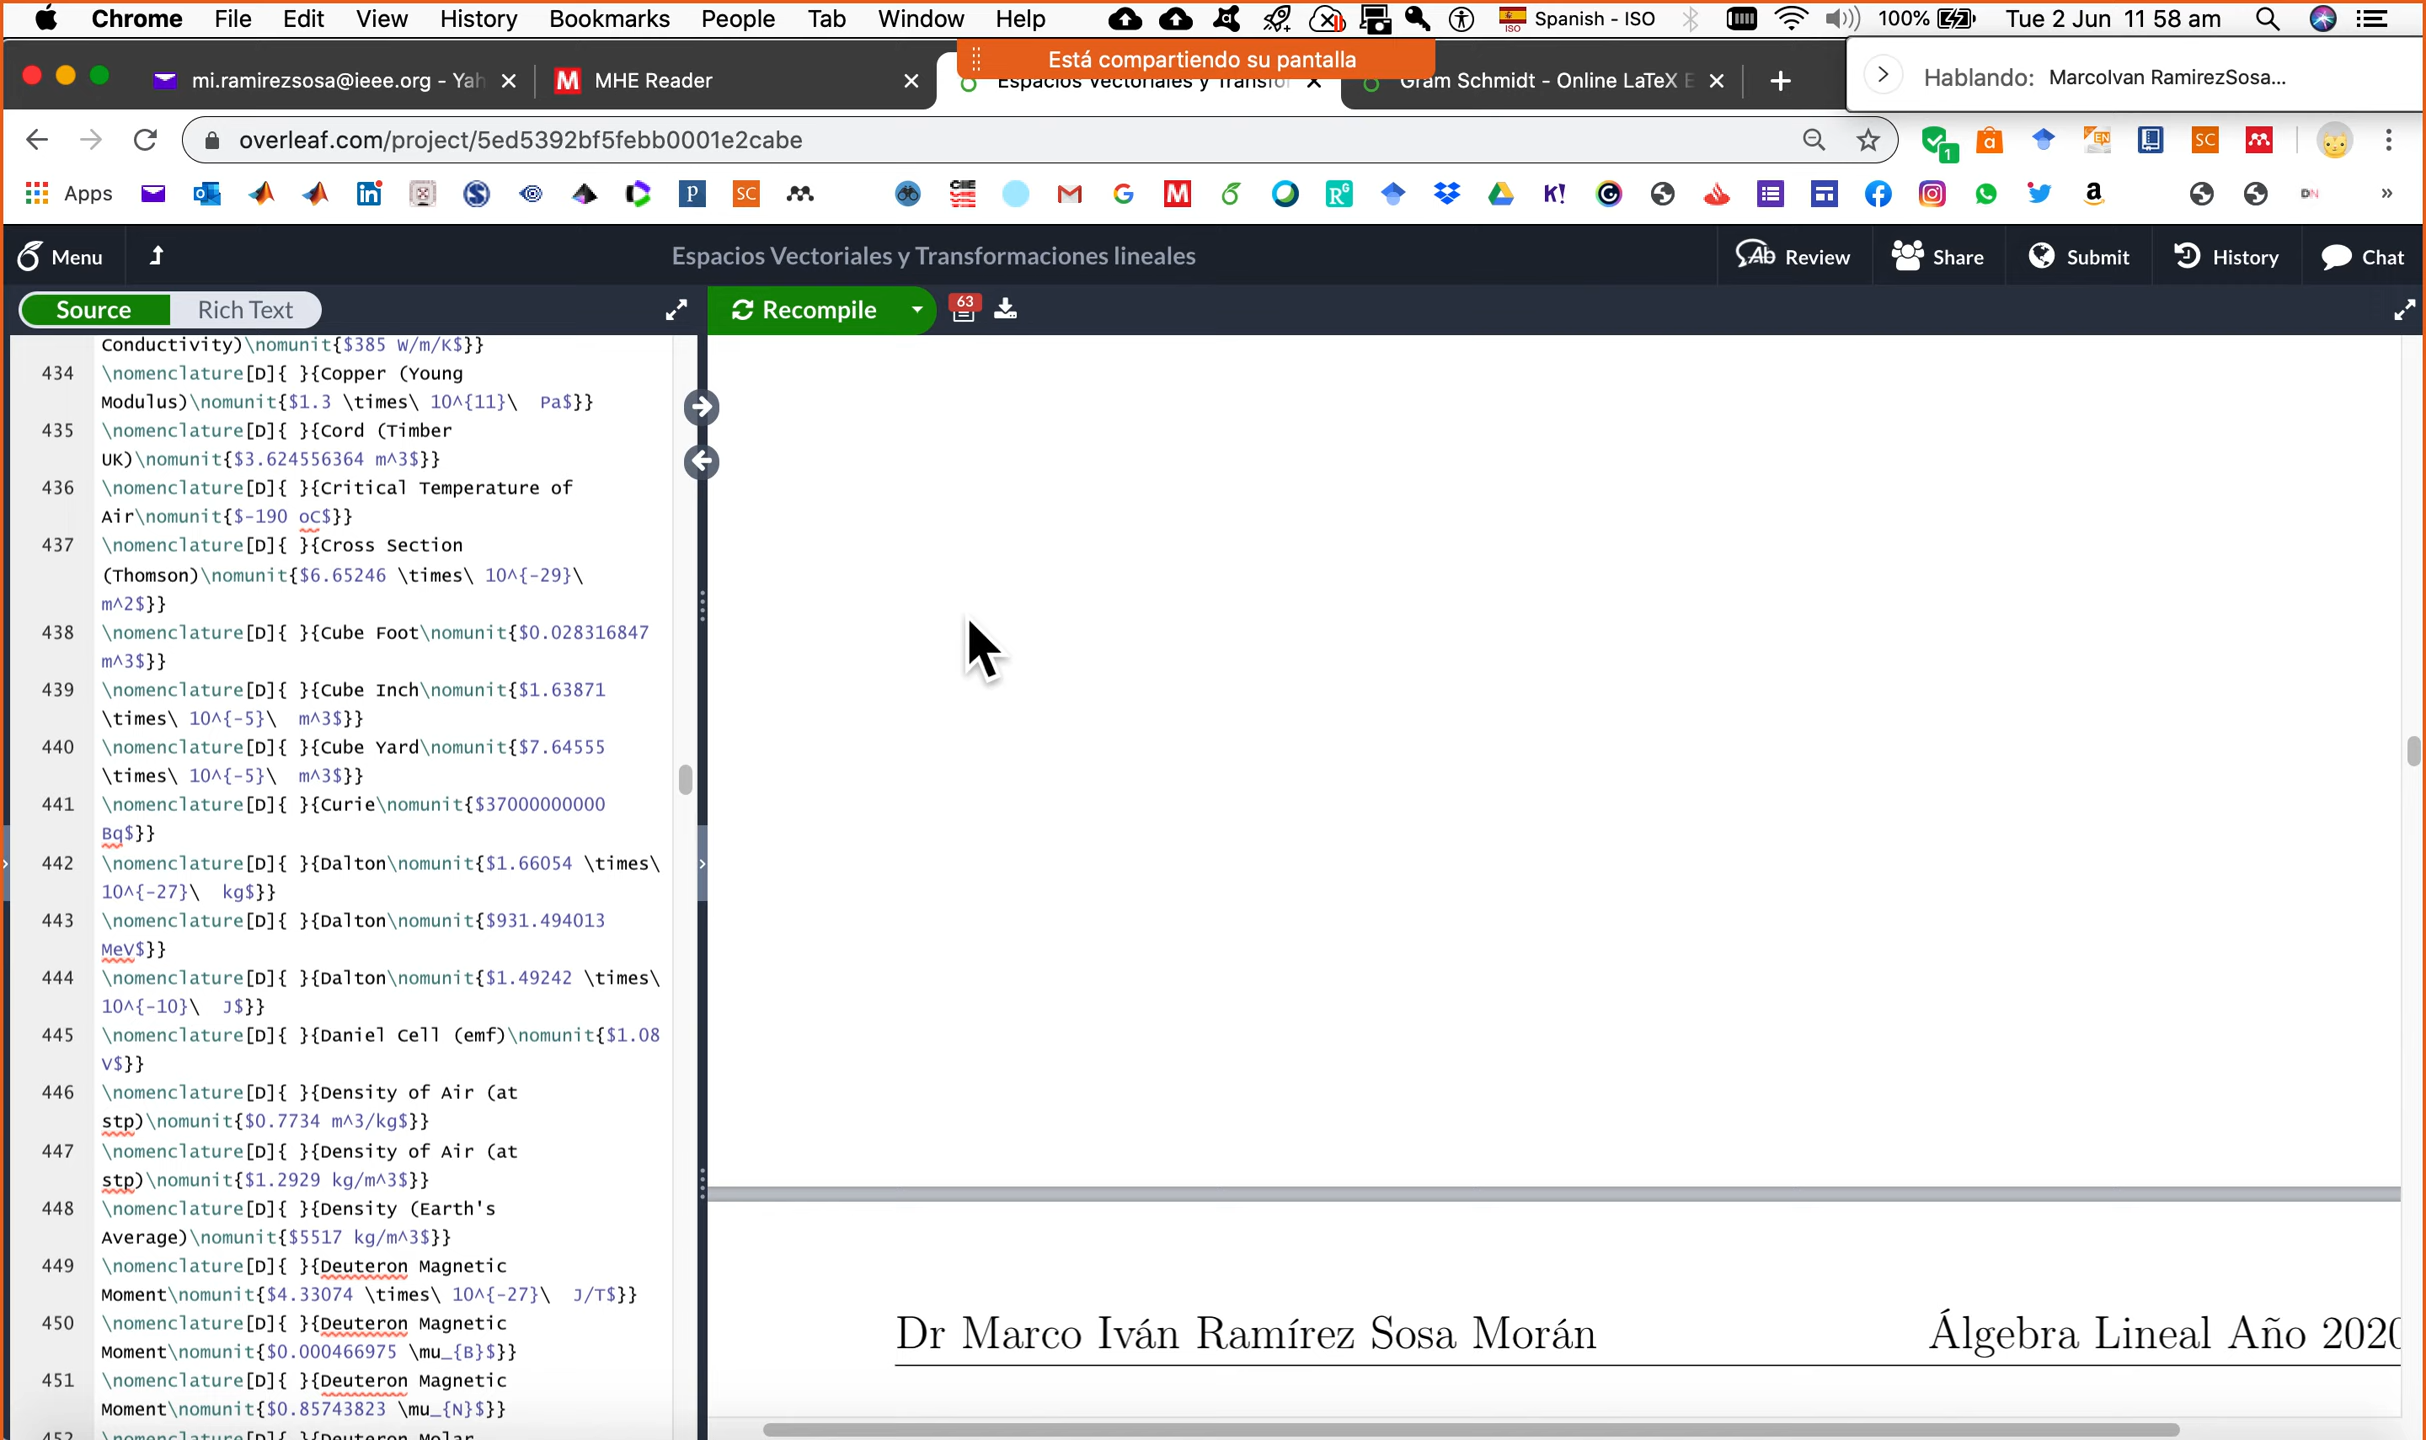 Chrome File Edit View History Bookmarks People Tab Window Help Spanish - ISO 100% Tue 2 Jun 11 58 am
Está compartiendo su pantalla
mi.ramirezsosa@ieee.org - Yah MHE Reader Espacios Vectoriales y Transfor Gram Schmidt - Online LaTeX E
Hablando: MarcoIvan RamirezSosa...
overleaf.com/project/5ed5392bf5febb0001e2cabe
Apps
Menu Espacios Vectoriales y Transformaciones lineales Review Share Submit History Chat
Source Rich Text Recompile 63
Conductivity)\nomunit{$385 W/m/K$}}
434 \nomenclature[D]{ }{Copper (Young
Modulus)\nomunit{$1.3 \times\ 10^{11}\  Pa$}}
435 \nomenclature[D]{ }{Cord (Timber
UK)\nomunit{$3.624556364 m^3$}}
436 \nomenclature[D]{ }{Critical Temperature of
Air\nomunit{$-190 oC$}}
437 \nomenclature[D]{ }{Cross Section
(Thomson)\nomunit{$6.65246 \times\ 10^{-29}\
m^2$}}
438 \nomenclature[D]{ }{Cube Foot\nomunit{$0.028316847
m^3$}}
439 \nomenclature[D]{ }{Cube Inch\nomunit{$1.63871
\times\ 10^{-5}\  m^3$}}
440 \nomenclature[D]{ }{Cube Yard\nomunit{$7.64555
\times\ 10^{-5}\  m^3$}}
441 \nomenclature[D]{ }{Curie\nomunit{$37000000000
Bq$}}
442 \nomenclature[D]{ }{Dalton\nomunit{$1.66054 \times\
10^{-27}\  kg$}}
443 \nomenclature[D]{ }{Dalton\nomunit{$931.494013
MeV$}}
444 \nomenclature[D]{ }{Dalton\nomunit{$1.49242 \times\
10^{-10}\  J$}}
445 \nomenclature[D]{ }{Daniel Cell (emf)\nomunit{$1.08
V$}}
446 \nomenclature[D]{ }{Density of Air (at
stp)\nomunit{$0.7734 m^3/kg$}}
447 \nomenclature[D]{ }{Density of Air (at
stp)\nomunit{$1.2929 kg/m^3$}}
448 \nomenclature[D]{ }{Density (Earth's
Average)\nomunit{$5517 kg/m^3$}}
449 \nomenclature[D]{ }{Deuteron Magnetic
Moment\nomunit{$4.33074 \times\ 10^{-27}\  J/T$}}
450 \nomenclature[D]{ }{Deuteron Magnetic
Moment\nomunit{$0.000466975 \mu_{B}$}}
451 \nomenclature[D]{ }{Deuteron Magnetic
Moment\nomunit{$0.85743823 \mu_{N}$}}
452 \nomenclature[D]{ }{Deuteron Molar
Dr Marco Iván Ramírez Sosa Morán Álgebra Lineal Año 2020